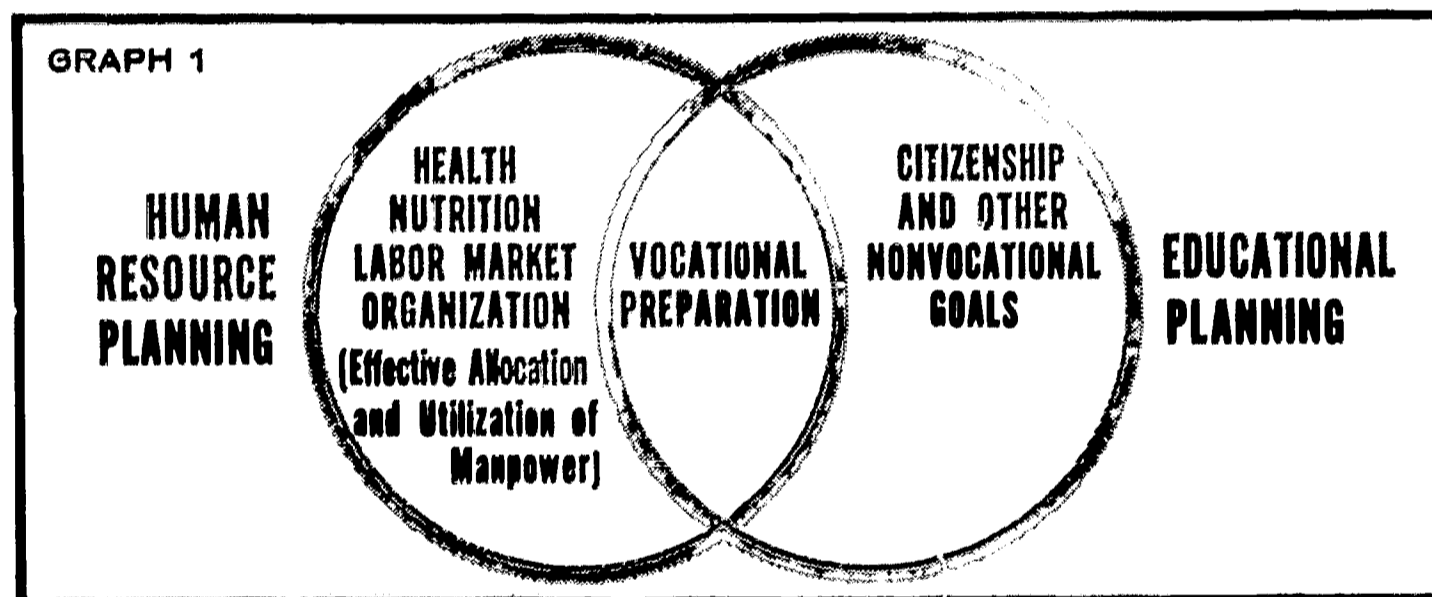 GRAPH 1
HUMAN
RESOURCE
PLANNING
HEALTH
NUTRITION
LABOR MARKET
ORGANIZATION
(Effective Allocation
and Utilization of
Manpower)
VOCATIONAL
PREPARATION
CITIZENSHIP
AND OTHER
NONVOCATIONAL
GOALS
EDUCATIONAL
PLANNING